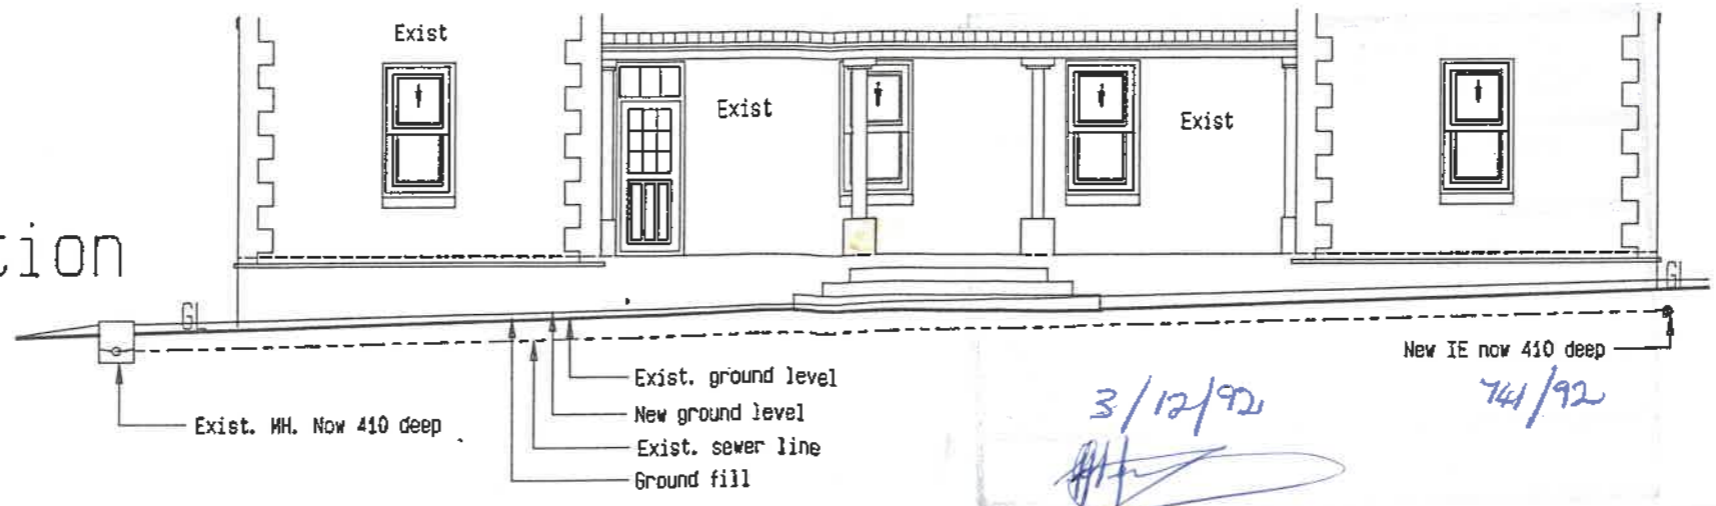 Exist
Exist
Exist
tion
GL
GL
New IE now 410 deep
Exist. ground level
New ground level
Exist. sewer line
Ground fill
Exist. MH. Now 410 deep
3/12/92
741/92